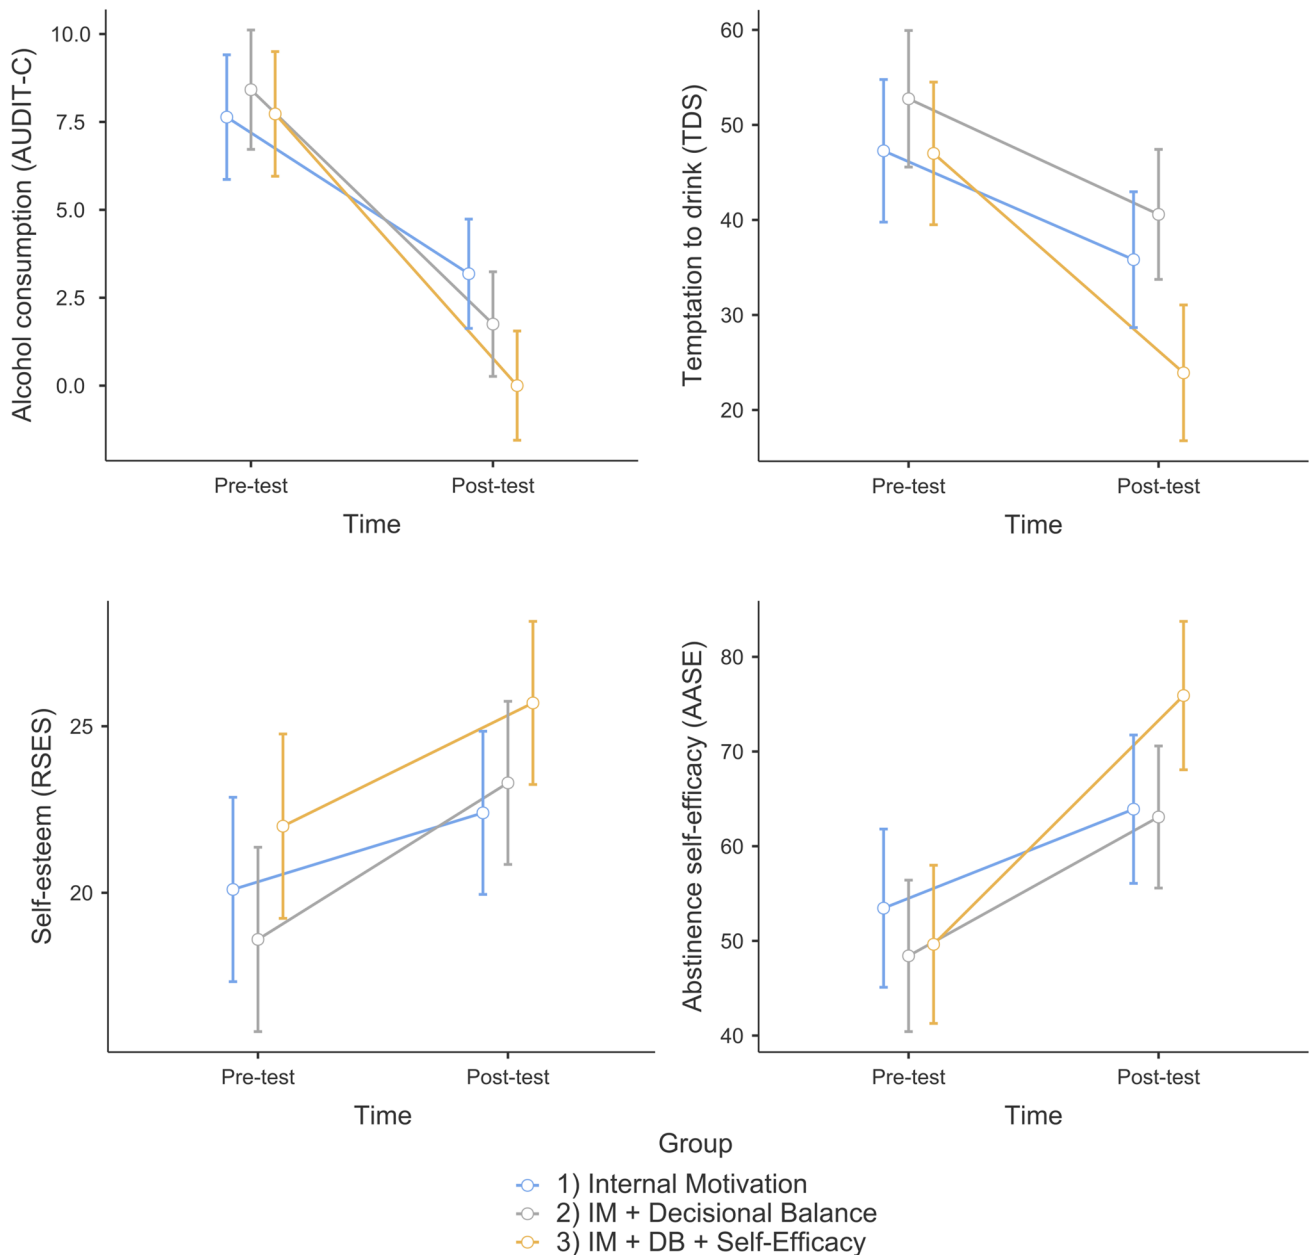 Alcohol consumption (AUDIT-C)
10.0
7.5
5.0
2.5
0.0
Pre-test
Post-test
Time
Temptation to drink (TDS)
60
50
40
30
20
Pre-test
Post-test
Time
Self-esteem (RSES)
25
20
Pre-test
Post-test
Time
Abstinence self-efficacy (AASE)
80
70
60
50
40
Pre-test
Post-test
Time
Group
1) Internal Motivation
2) IM + Decisional Balance
3) IM + DB + Self-Efficacy